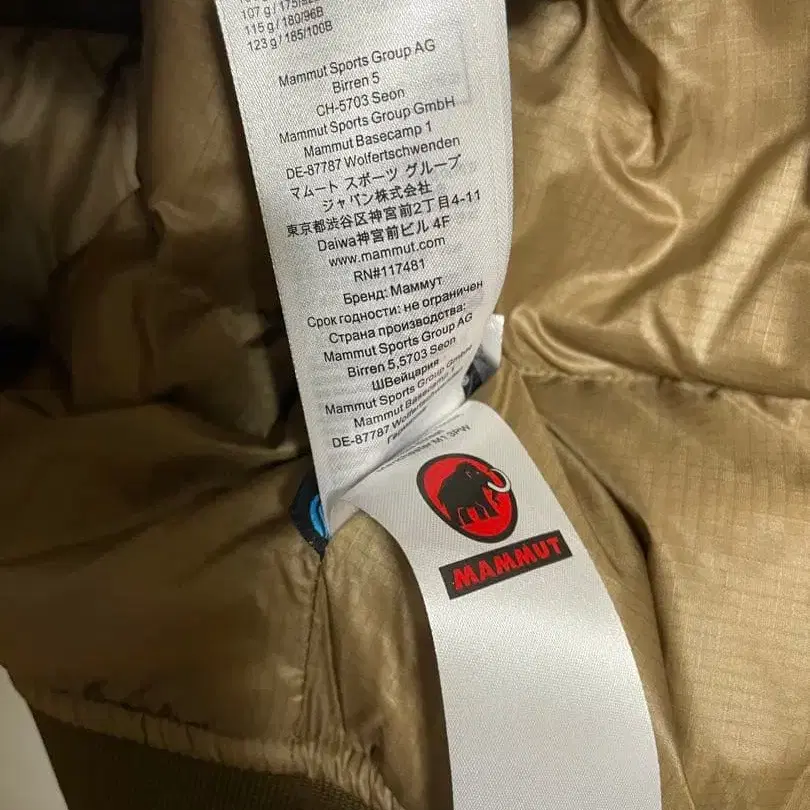 115 g / 180/96B
123 g / 185/100B
Mammut Sports Group AG
Birren 5
CH-5703 Seon
Mammut Sports Group GmbH
Mammut Basecamp 1
DE-87787 Wolfertschwenden
マムート スポーツ グループ
ジャパン株式会社
東京都渋谷区神宮前2丁目4-11
Daiwa神宮前ビル 4F
www.mammut.com
RN#117481
Бренд: Маммут
Срок годности: не ограничен
Страна производства:
Mammut Sports Group AG
Birren 5,5703 Seon
Швейцария
Mammut Sports Group GmbH
Mammut Basecamp 1
DE-87787
M1 3PW
MAMMUT